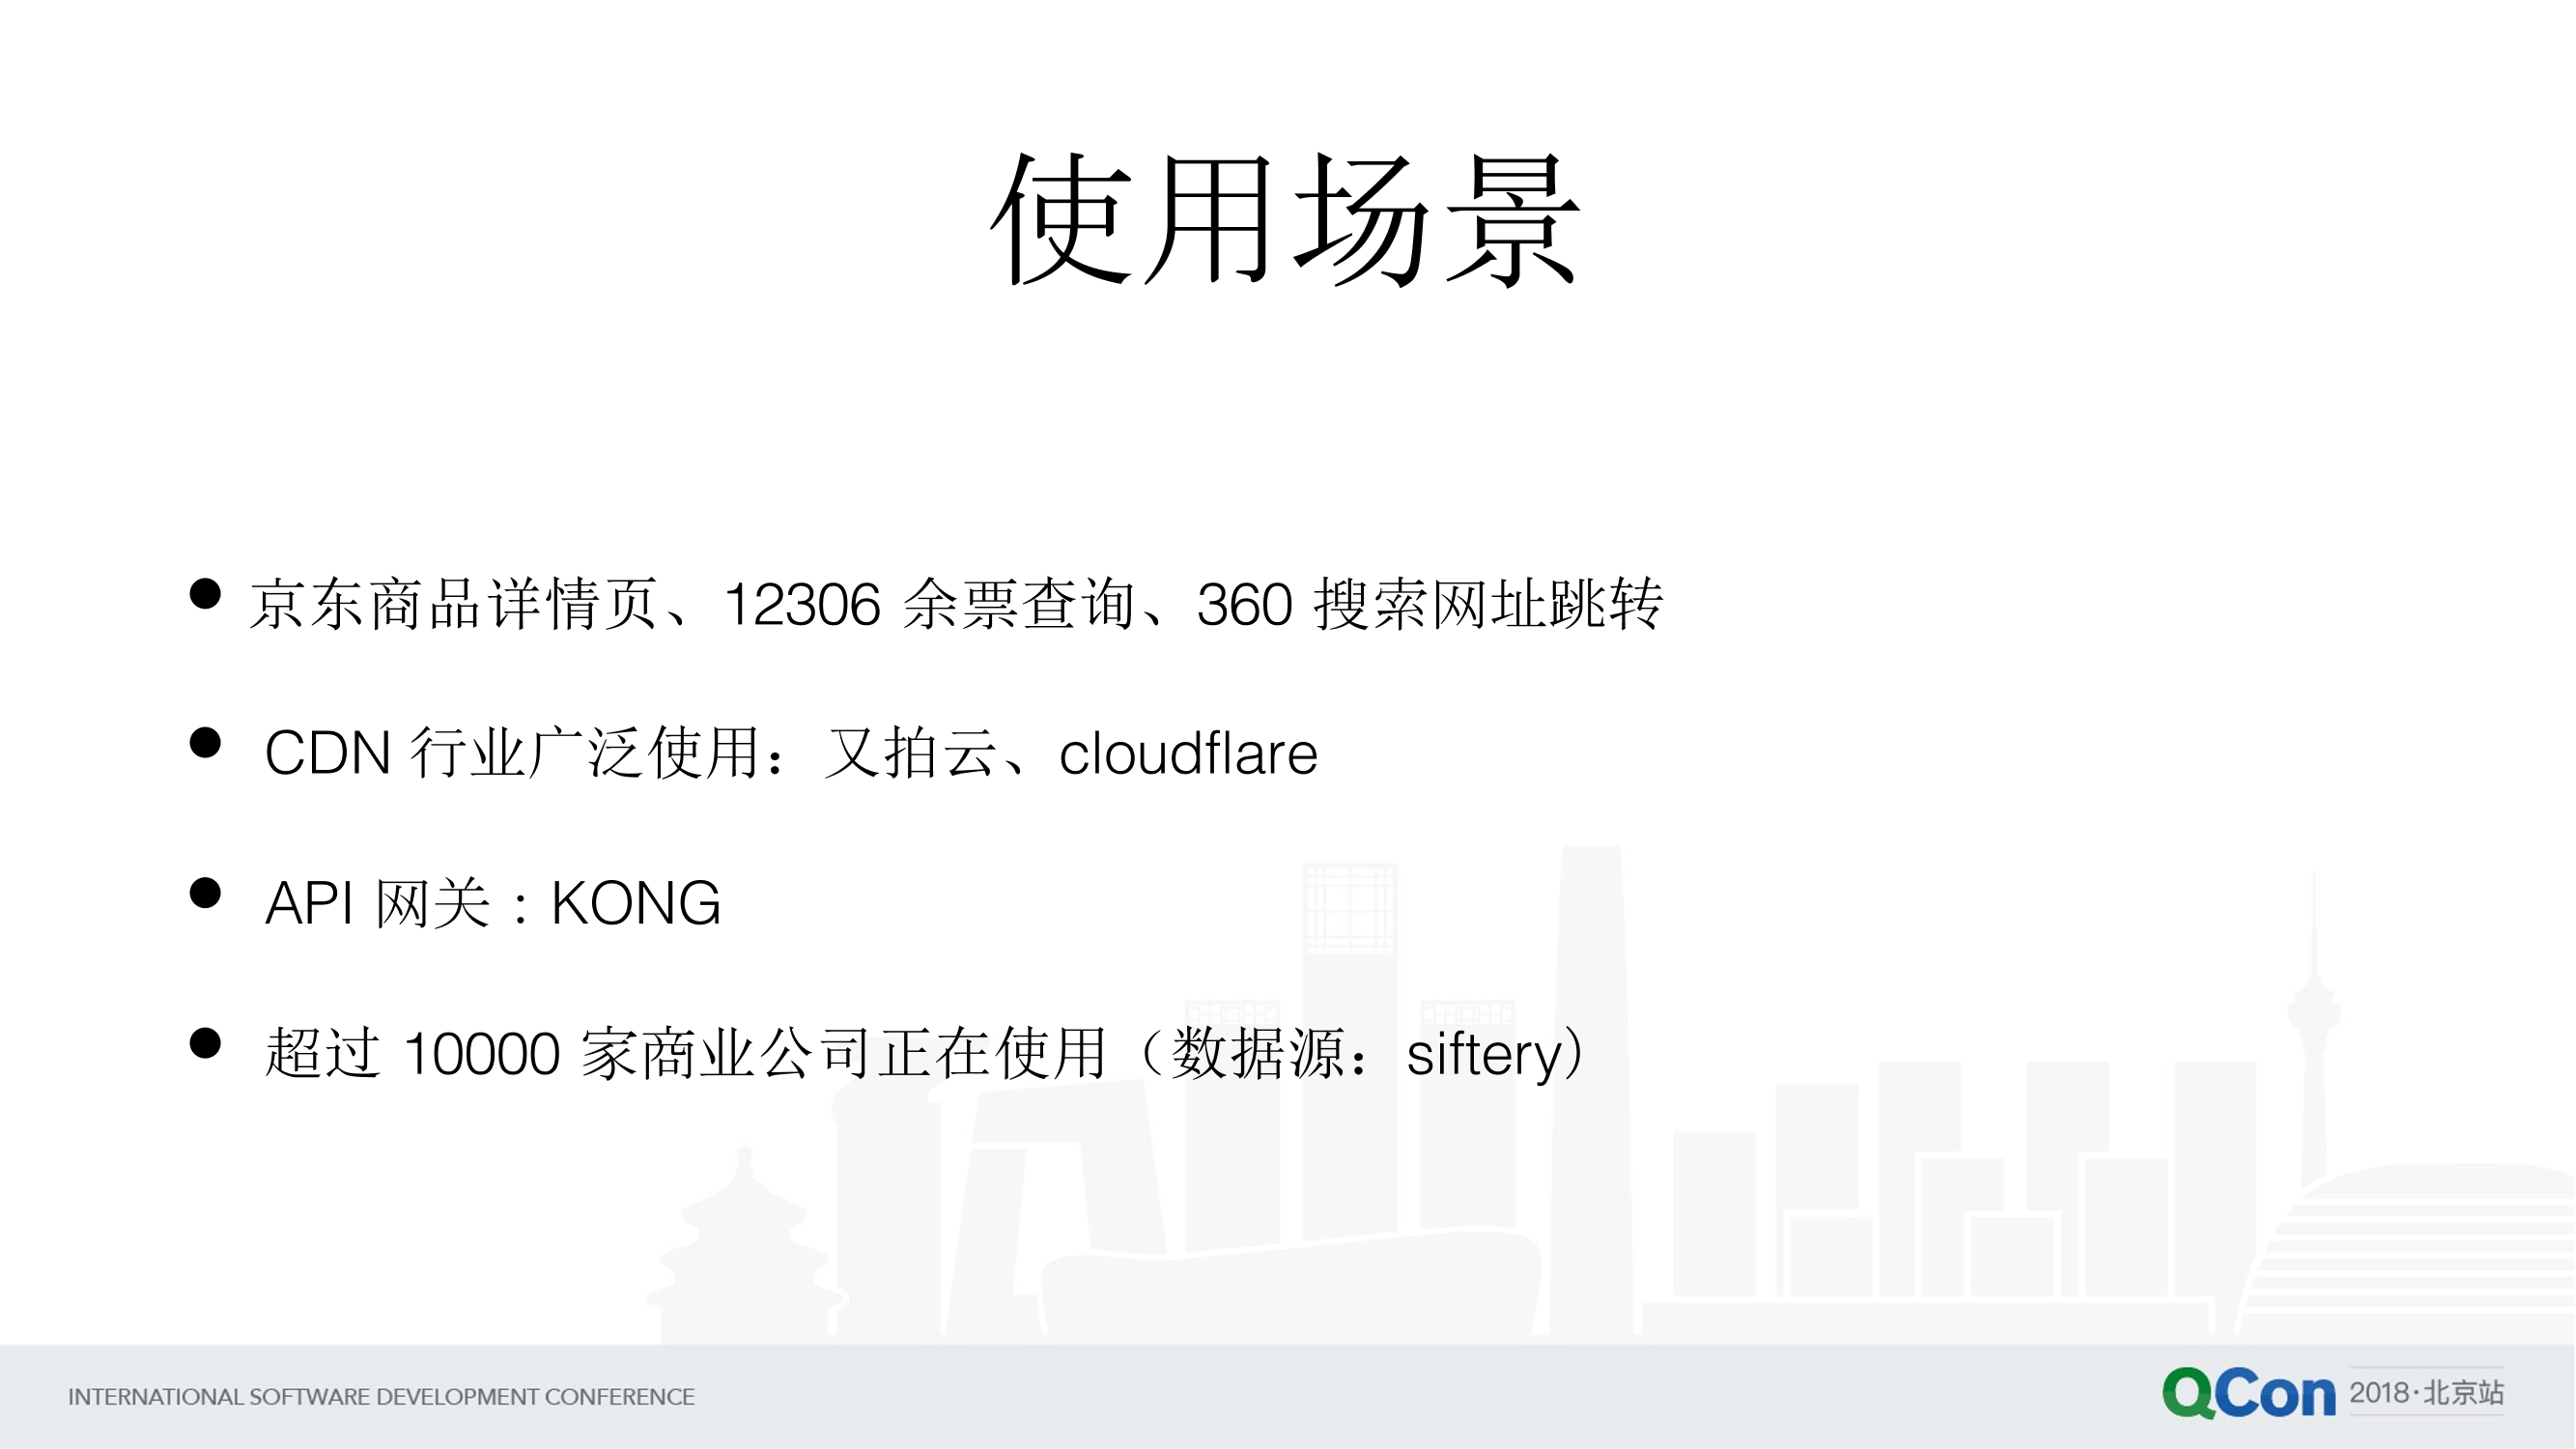 使用场景
京东商品详情页、12306 余票查询、360 搜索网址跳转
CDN 行业广泛使用：又拍云、cloudflare
API 网关：KONG
超过 10000 家商业公司正在使用（数据源：siftery）
INTERNATIONAL SOFTWARE DEVELOPMENT CONFERENCE
QCon 2018·北京站